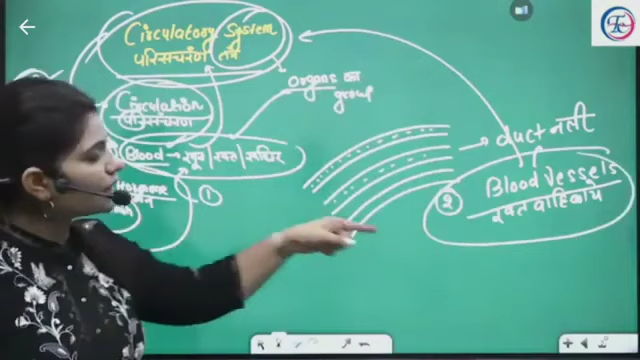 Circulatory System
परिसंचरण तंत्र
Organs का
group
Circulation
परिसंचरण
Blood → खून/रक्त/रूधिर
1
Hormone
→ duct नली
2 Blood Vessels
रक्त वाहिकाय